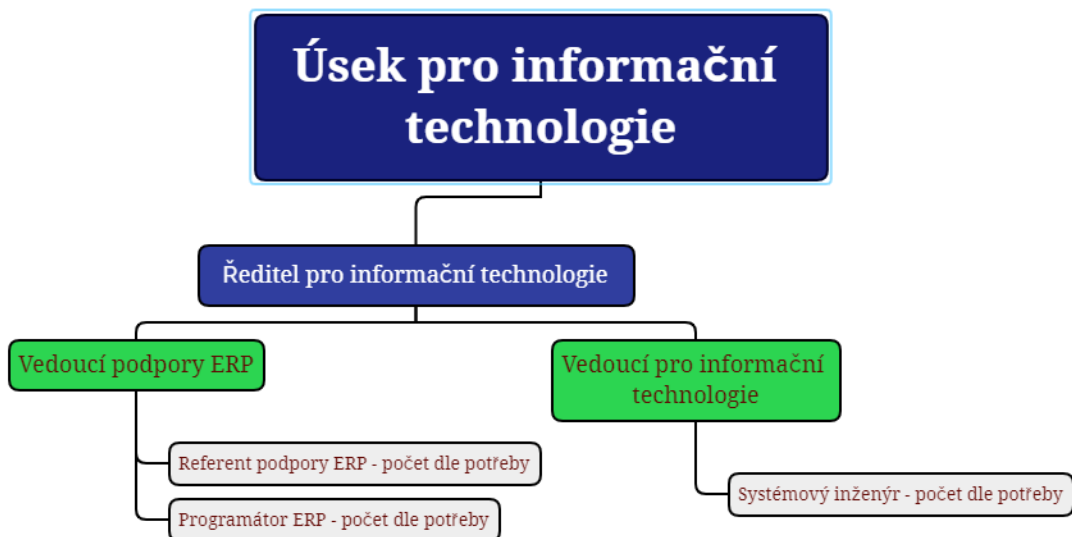 Úsek pro informační
technologie
Ředitel pro informační technologie
Vedoucí podpory ERP
Vedoucí pro informační
technologie
Referent podpory ERP - počet dle potřeby
Systémový inženýr - počet dle potřeby
Programátor ERP - počet dle potřeby